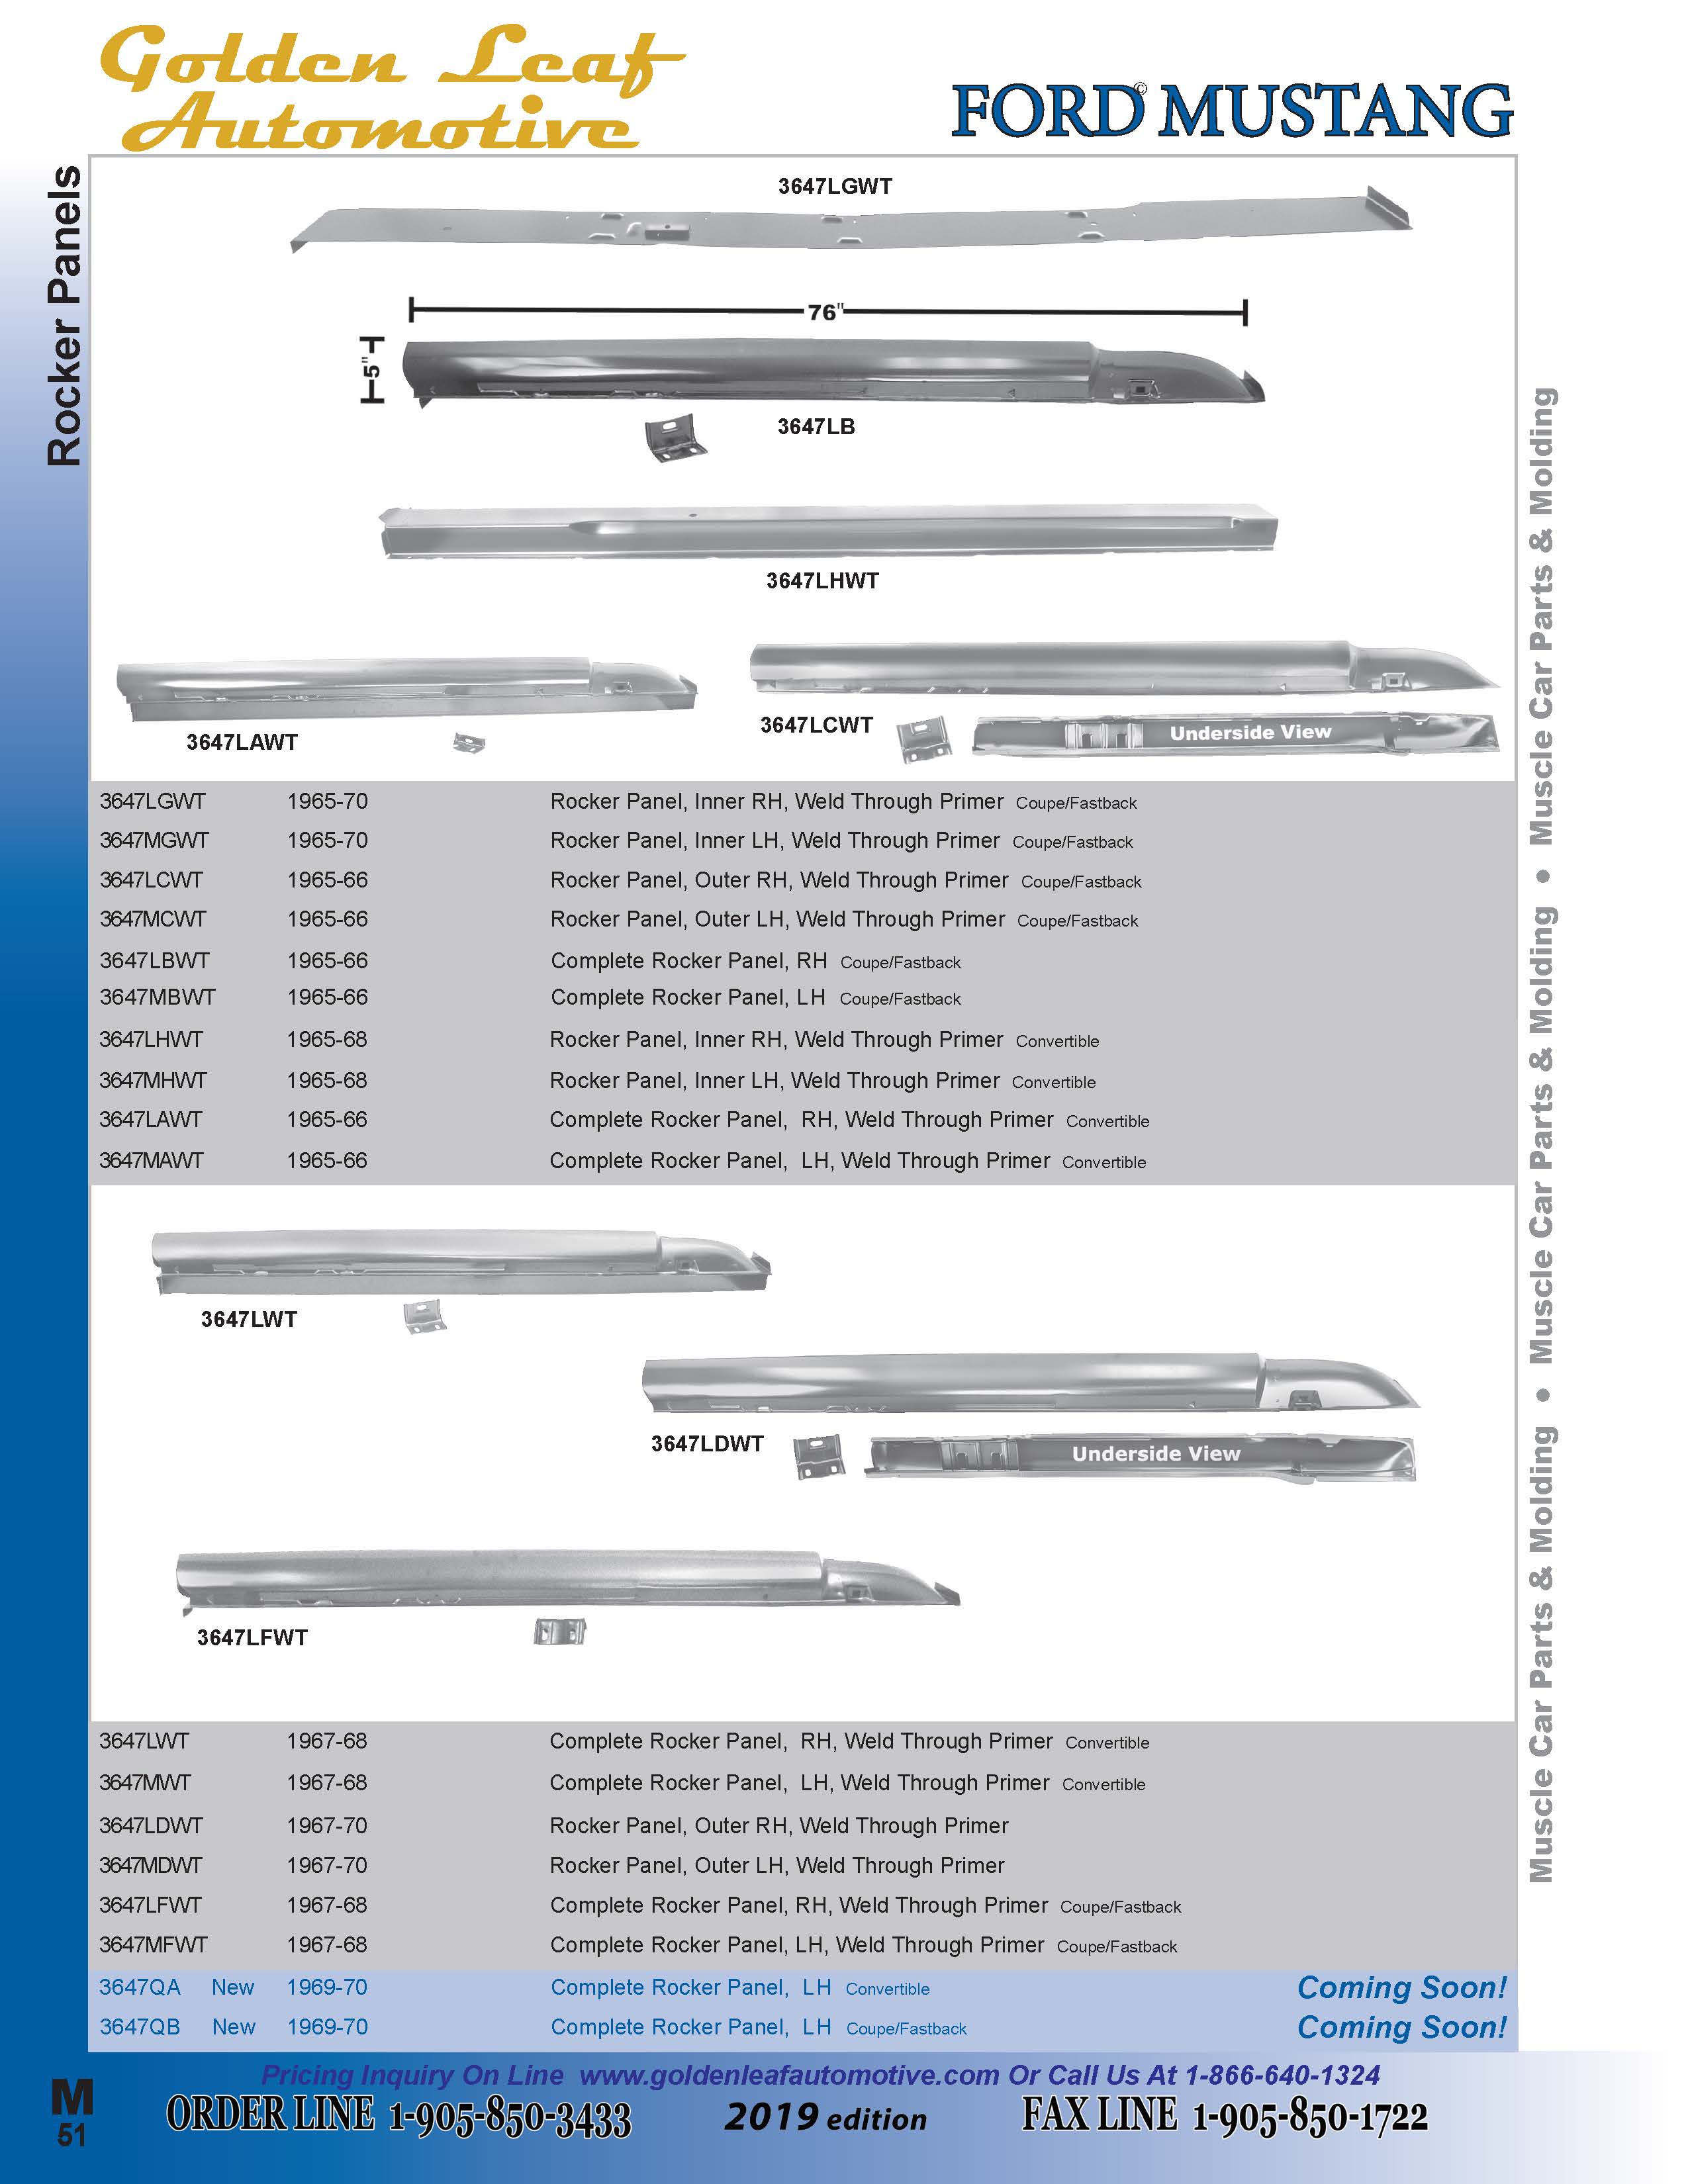 Golden Leaf
Automotive
FORD© MUSTANG
Rocker Panels
3647LGWT
76"
5"
3647LB
3647LHWT
3647LAWT
3647LCWT
Underside View
3647LGWT 1965-70 Rocker Panel, Inner RH, Weld Through Primer Coupe/Fastback
3647MGWT 1965-70 Rocker Panel, Inner LH, Weld Through Primer Coupe/Fastback
3647LCWT 1965-66 Rocker Panel, Outer RH, Weld Through Primer Coupe/Fastback
3647MCWT 1965-66 Rocker Panel, Outer LH, Weld Through Primer Coupe/Fastback
3647LBWT 1965-66 Complete Rocker Panel, RH Coupe/Fastback
3647MBWT 1965-66 Complete Rocker Panel, LH Coupe/Fastback
3647LHWT 1965-68 Rocker Panel, Inner RH, Weld Through Primer Convertible
3647MHWT 1965-68 Rocker Panel, Inner LH, Weld Through Primer Convertible
3647LAWT 1965-66 Complete Rocker Panel, RH, Weld Through Primer Convertible
3647MAWT 1965-66 Complete Rocker Panel, LH, Weld Through Primer Convertible
3647LWT
3647LDWT
Underside View
3647LFWT
3647LWT 1967-68 Complete Rocker Panel, RH, Weld Through Primer Convertible
3647MWT 1967-68 Complete Rocker Panel, LH, Weld Through Primer Convertible
3647LDWT 1967-70 Rocker Panel, Outer RH, Weld Through Primer
3647MDWT 1967-70 Rocker Panel, Outer LH, Weld Through Primer
3647LFWT 1967-68 Complete Rocker Panel, RH, Weld Through Primer Coupe/Fastback
3647MFWT 1967-68 Complete Rocker Panel, LH, Weld Through Primer Coupe/Fastback
3647QA New 1969-70 Complete Rocker Panel, LH Convertible Coming Soon!
3647QB New 1969-70 Complete Rocker Panel, LH Coupe/Fastback Coming Soon!
Muscle Car Parts & Molding • Muscle Car Parts & Molding • Muscle Car Parts & Molding
Pricing Inquiry On Line www.goldenleafautomotive.com Or Call Us At 1-866-640-1324
M
51
ORDER LINE 1-905-850-3433 2019 edition FAX LINE 1-905-850-1722